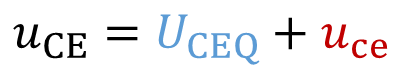 u_CE = U_CEQ + u_ce